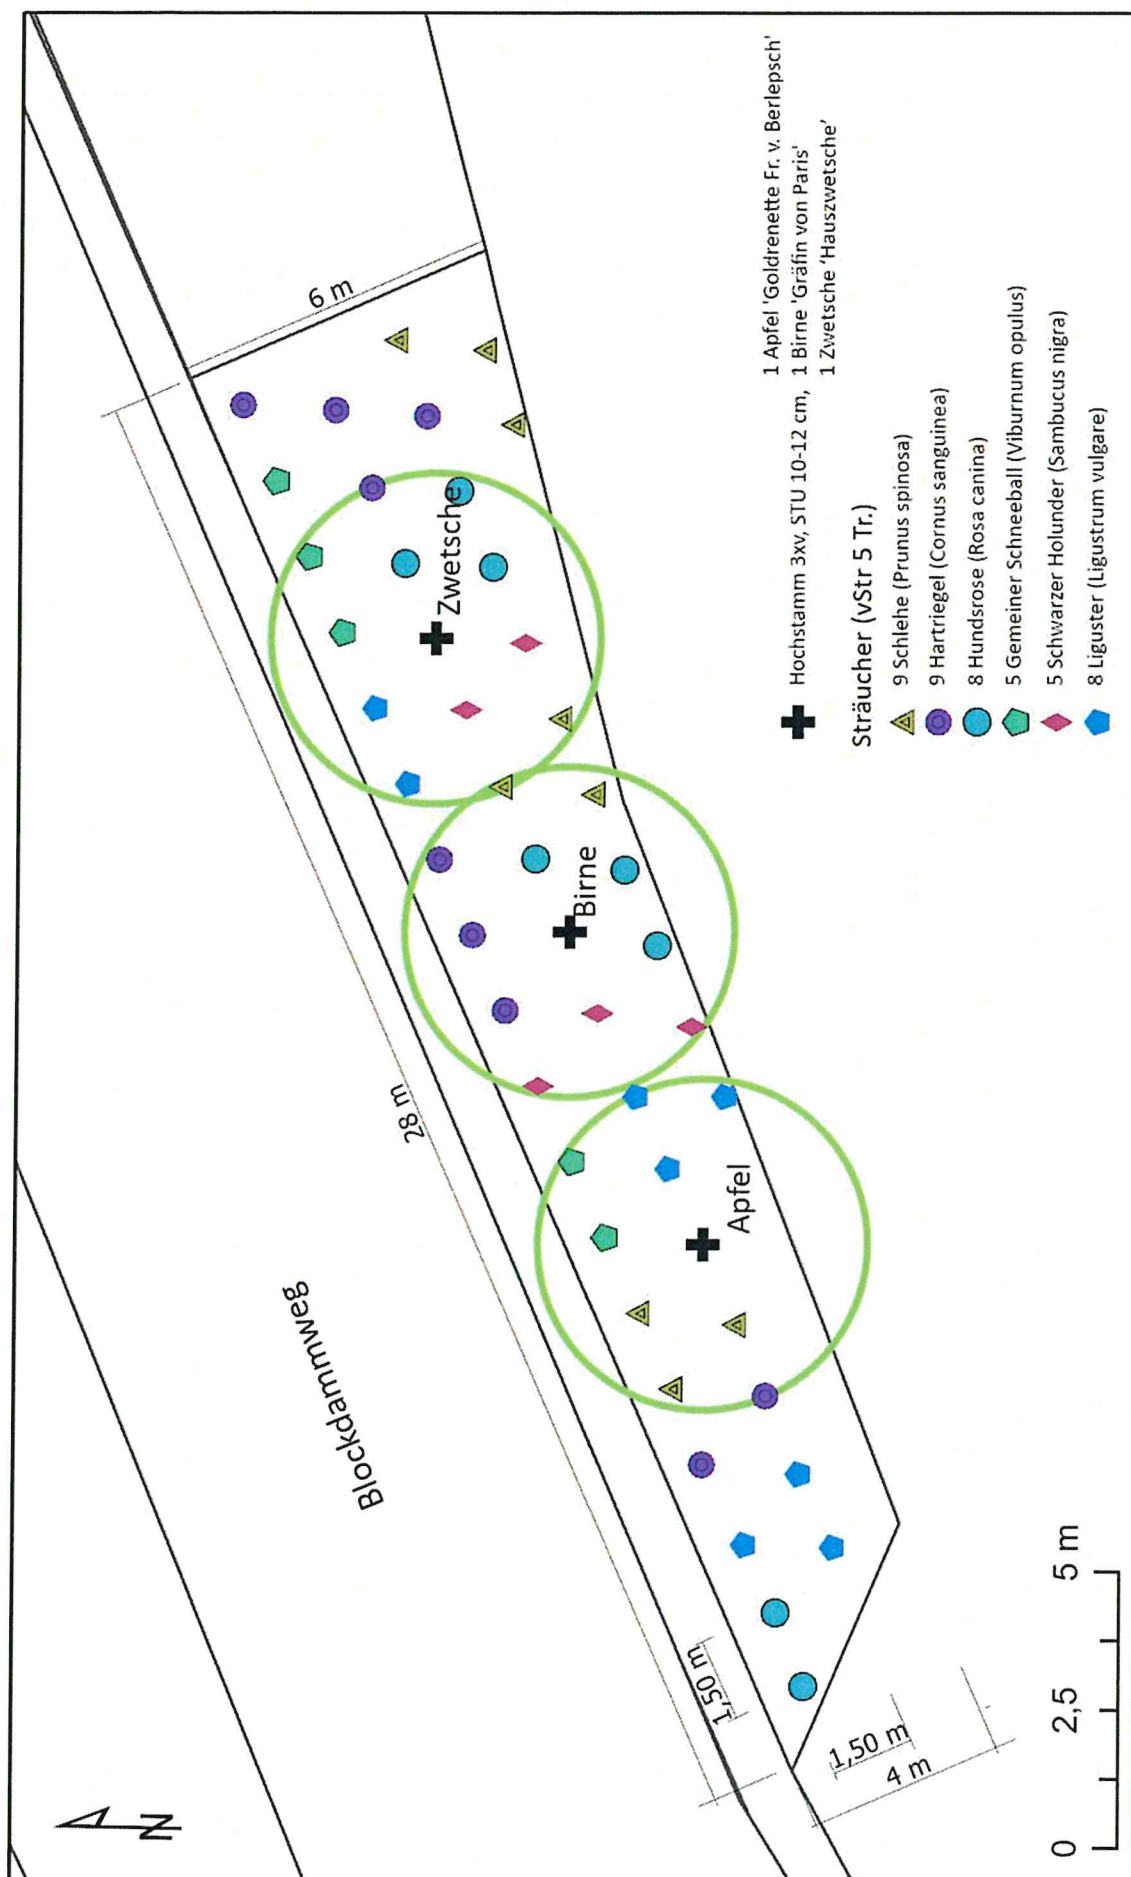 N
Blockdammweg
28 m
6 m
1,50 m
1,50 m
4 m
Zwetsche
Birne
Apfel
Hochstamm 3xv, STU 10-12 cm,
1 Apfel 'Goldrenette Fr. v. Berlepsch'
1 Birne 'Gräfin von Paris'
1 Zwetsche 'Hauszwetsche'
Sträucher (vStr 5 Tr.)
9 Schlehe (Prunus spinosa)
9 Hartriegel (Cornus sanguinea)
8 Hundsrose (Rosa canina)
5 Gemeiner Schneeball (Viburnum opulus)
5 Schwarzer Holunder (Sambucus nigra)
8 Liguster (Ligustrum vulgare)
0 2,5 5 m